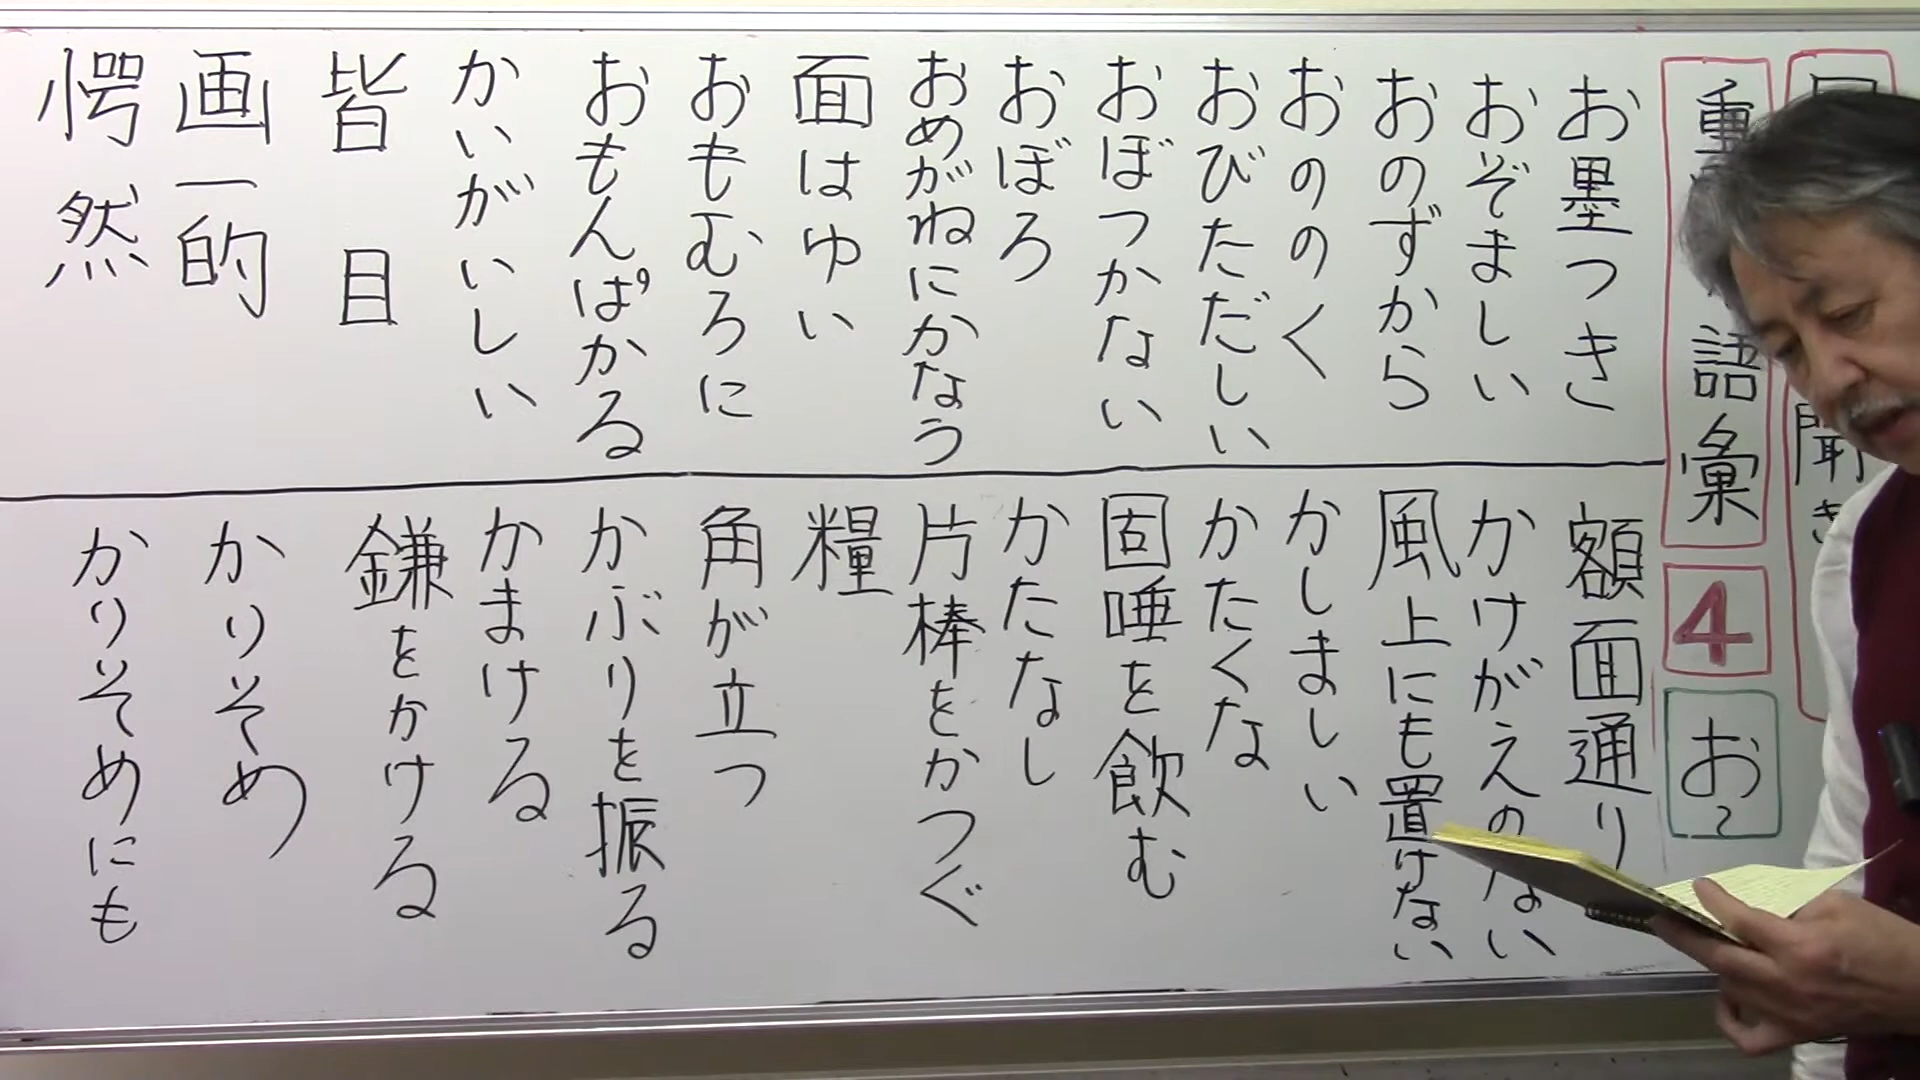 聞き
重
語彙
4
お〜
お墨つき
おぞましい
おのずから
おののく
おびただしい
おぼつかない
おぼろ
おめがねにかなう
面はゆい
おもむろに
おもんぱかる
かいがいしい
皆目
画一的
愕然
額面通り
かけがえのない
風上にも置けない
かしましい
かたくな
固唾を飲む
かたなし
片棒をかつぐ
糧
角が立つ
かぶりを振る
かまける
鎌をかける
かりそめ
かりそめにも